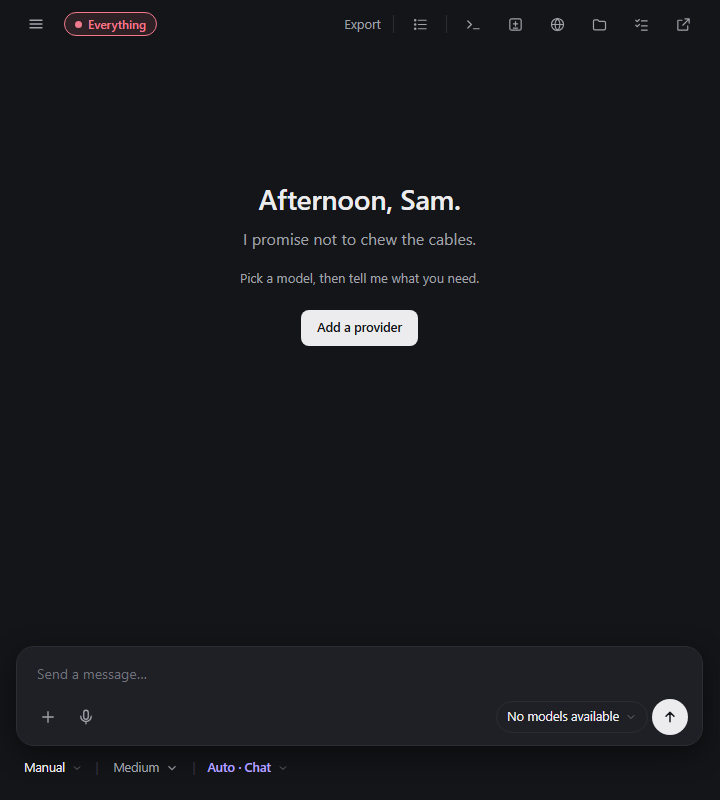 Everything
Export
Afternoon, Sam.
I promise not to chew the cables.
Pick a model, then tell me what you need.
Add a provider
Send a message...
No models available
Manual
Medium
Auto · Chat